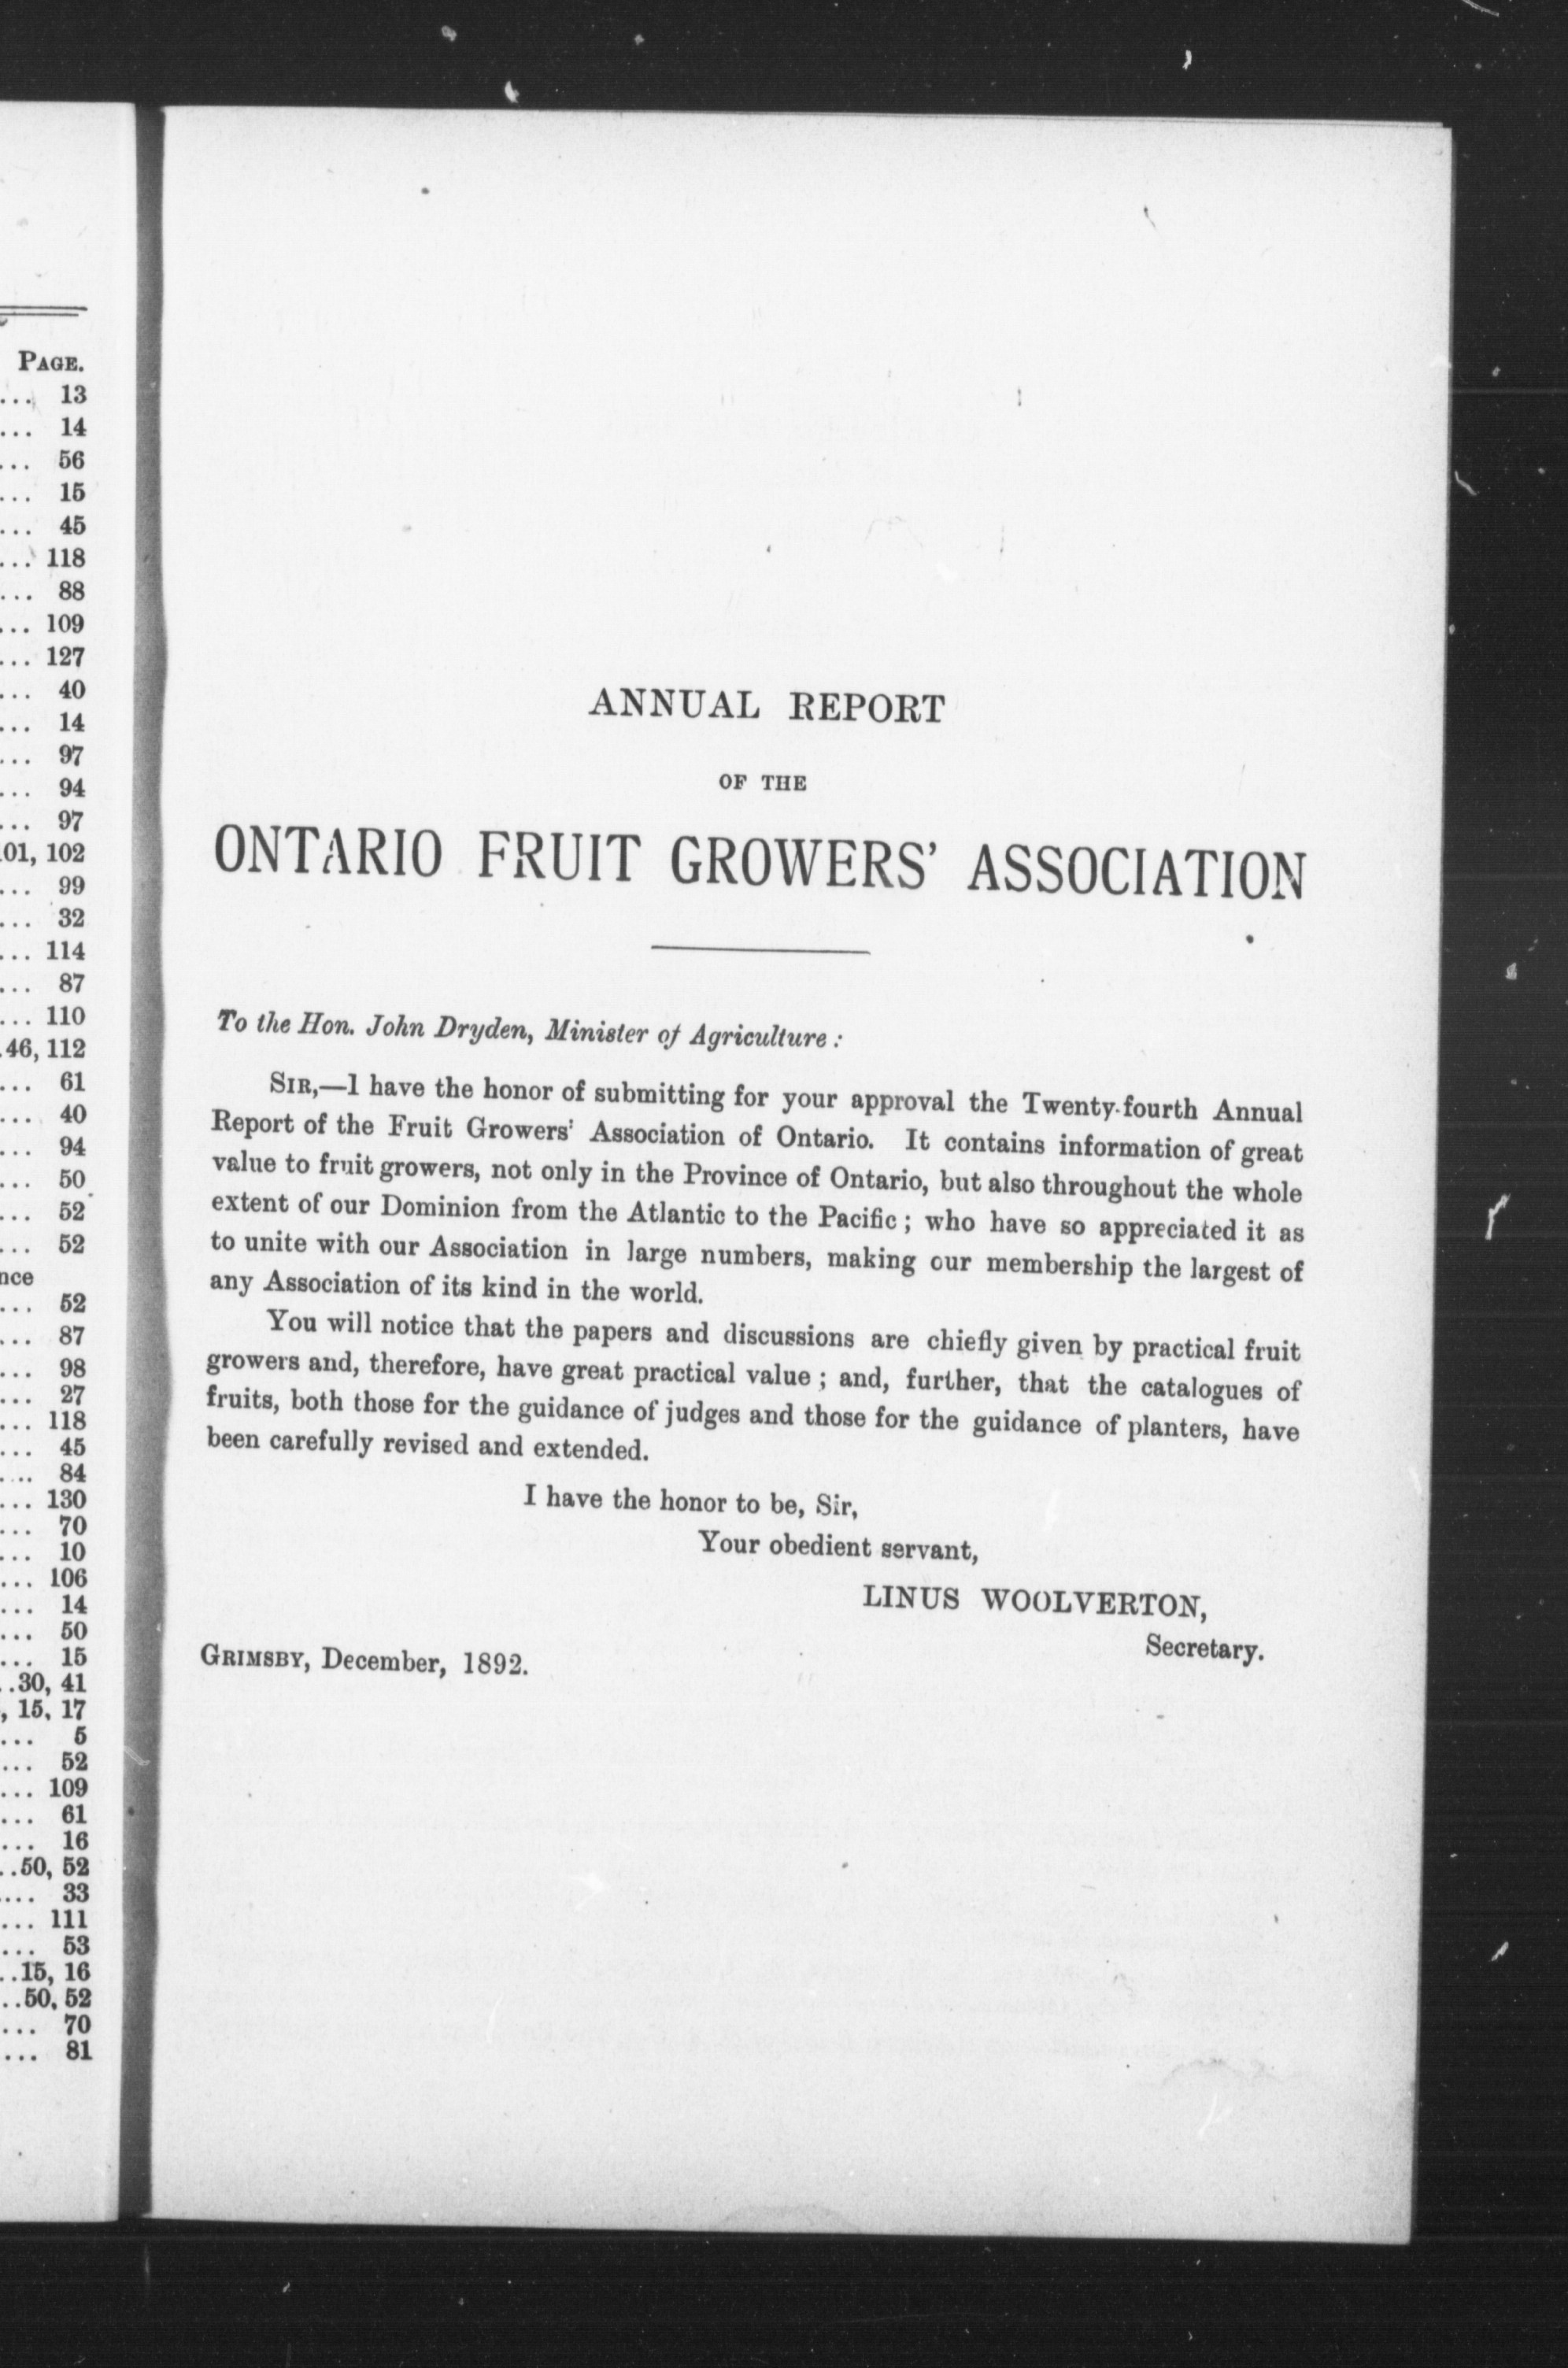 PAGE.
... 13
... 14
... 56
... 15
... 45
... 118
... 88
... 109
... 127
... 40
... 14
... 97
... 94
... 97
01, 102
... 99
... 32
... 114
... 87
... 110
46, 112
... 61
... 40
... 94
... 50
... 52
... 52
nce
... 52
... 87
... 98
... 27
... 118
... 45
... 84
... 130
... 70
... 10
... 106
... 14
... 50
... 15
..30, 41
, 15, 17
... 5
... 52
... 109
... 61
... 16
..50, 52
.... 33
... 111
... 53
..15, 16
..50, 52
... 70
... 81
ANNUAL REPORT
OF THE
ONTARIO FRUIT GROWERS' ASSOCIATION
To the Hon. John Dryden, Minister of Agriculture :
SIR,—I have the honor of submitting for your approval the Twenty-fourth Annual
Report of the Fruit Growers' Association of Ontario. It contains information of great
value to fruit growers, not only in the Province of Ontario, but also throughout the whole
extent of our Dominion from the Atlantic to the Pacific ; who have so appreciated it as
to unite with our Association in large numbers, making our membership the largest of
any Association of its kind in the world.
You will notice that the papers and discussions are chiefly given by practical fruit
growers and, therefore, have great practical value ; and, further, that the catalogues of
fruits, both those for the guidance of judges and those for the guidance of planters, have
been carefully revised and extended.
I have the honor to be, Sir,
Your obedient servant,
LINUS WOOLVERTON,
Secretary.
GRIMSBY, December, 1892.